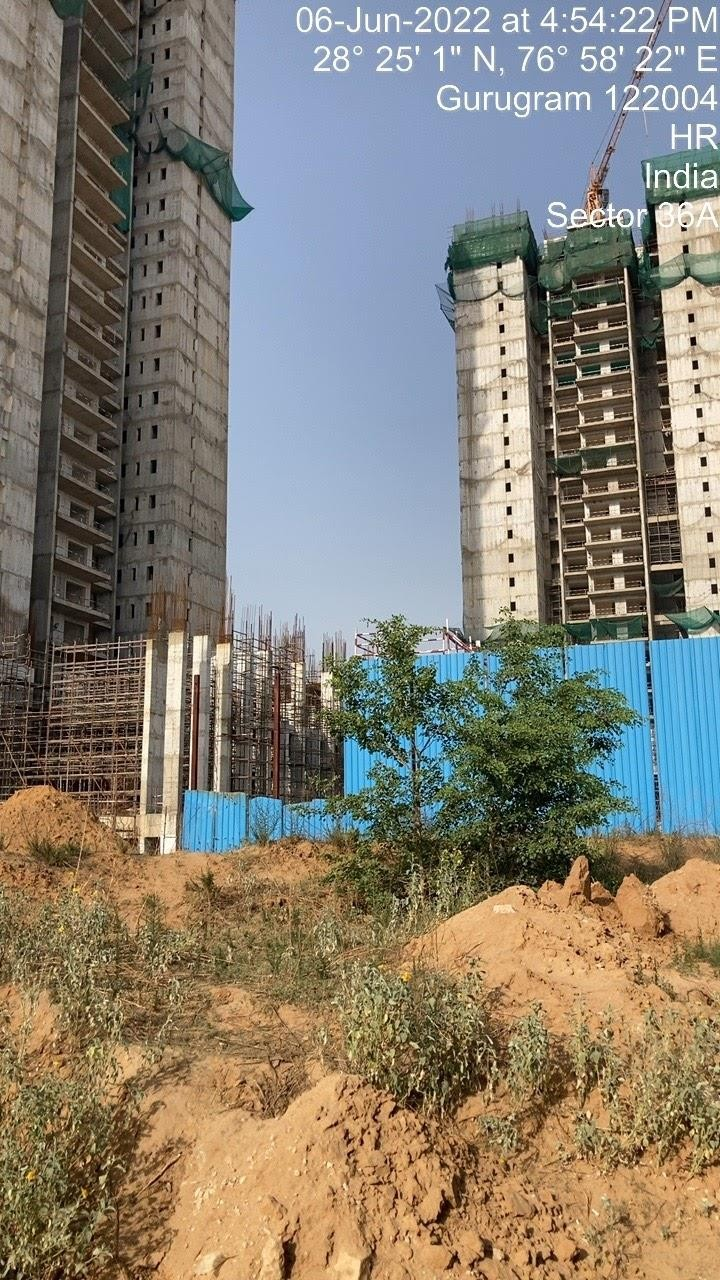 06-Jun-2022 at 4:54:22 PM
28° 25' 1" N, 76° 58' 22" E
Gurugram 122004
HR
India
Sector 36A